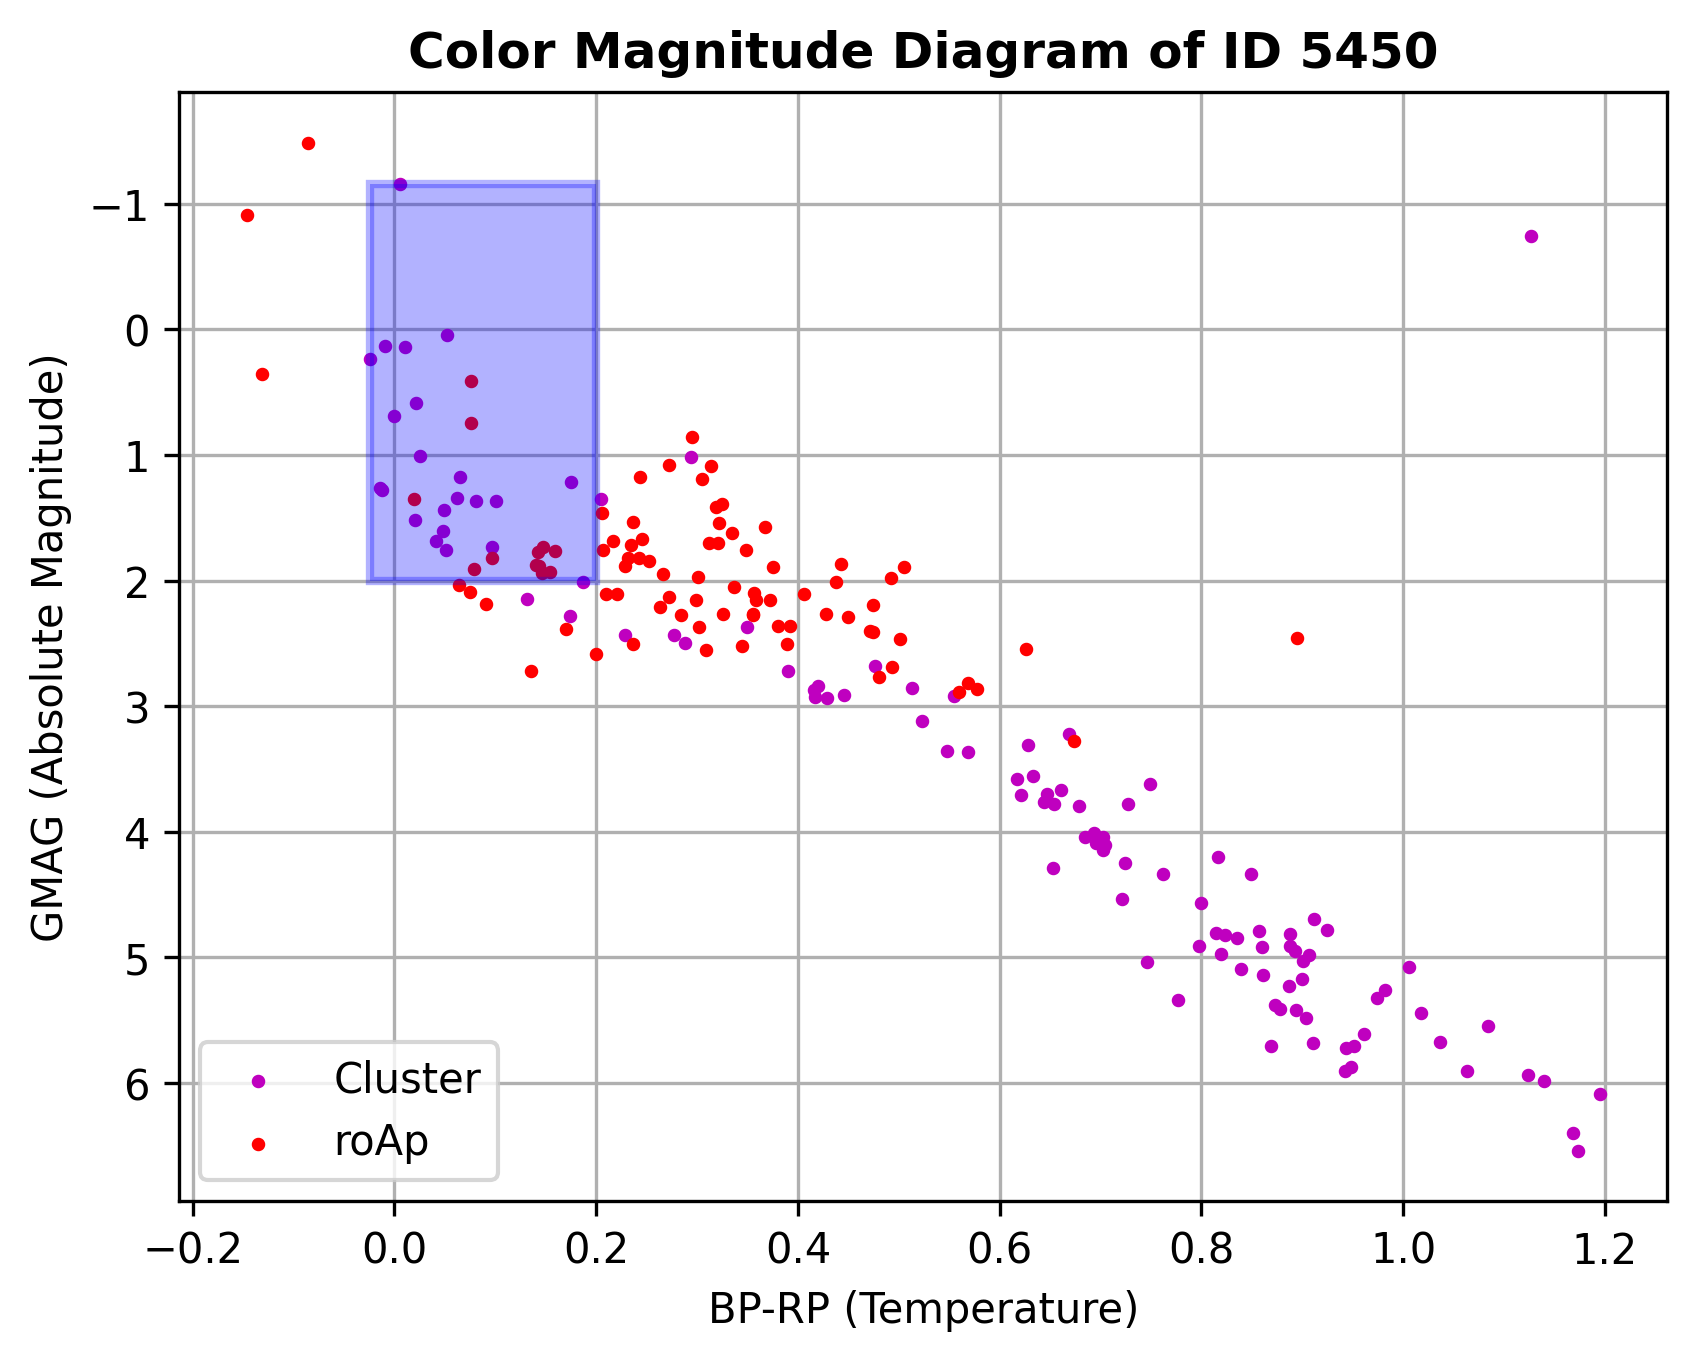 Color Magnitude Diagram of ID 5450
GMAG (Absolute Magnitude)
−1
0
1
2
3
4
5
6
Cluster
roAp
−0.2 0.0 0.2 0.4 0.6 0.8 1.0 1.2
BP-RP (Temperature)